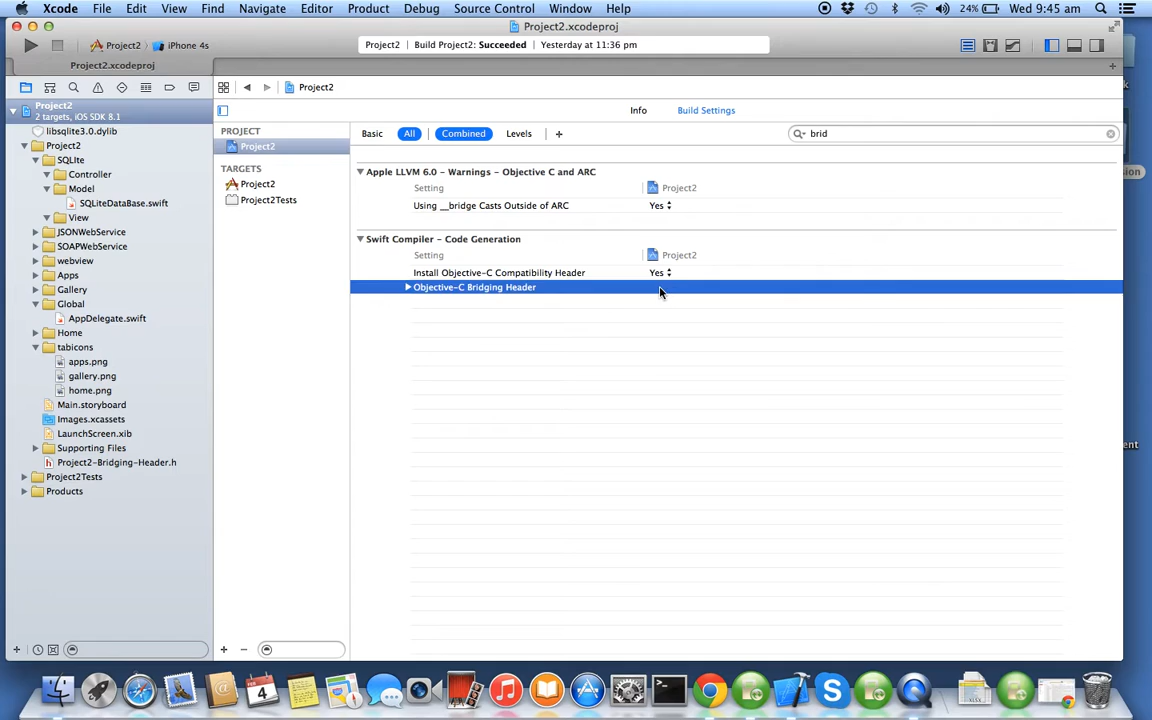 Xcode File Edit View Find Navigate Editor Product Debug Source Control Window Help 24% Wed 9:45 am
Project2.xcodeproj
Project2 iPhone 4s
Project2 Build Project2: Succeeded Yesterday at 11:36 pm
Project2.xcodeproj
Project2
2 targets, iOS SDK 8.1
libsqlite3.0.dylib
Project2
SQLIte
Controller
Model
SQLiteDataBase.swift
View
JSONWebService
SOAPWebService
webview
Apps
Gallery
Global
AppDelegate.swift
Home
tabicons
apps.png
gallery.png
home.png
Main.storyboard
Images.xcassets
LaunchScreen.xib
Supporting Files
Project2-Bridging-Header.h
Project2Tests
Products
Project2
Info Build Settings
PROJECT
Project2
TARGETS
Project2
Project2Tests
Basic All Combined Levels
brid
Apple LLVM 6.0 - Warnings - Objective C and ARC
Setting Project2
Using __bridge Casts Outside of ARC Yes
Swift Compiler - Code Generation
Setting Project2
Install Objective-C Compatibility Header Yes
Objective-C Bridging Header
4
XLSX